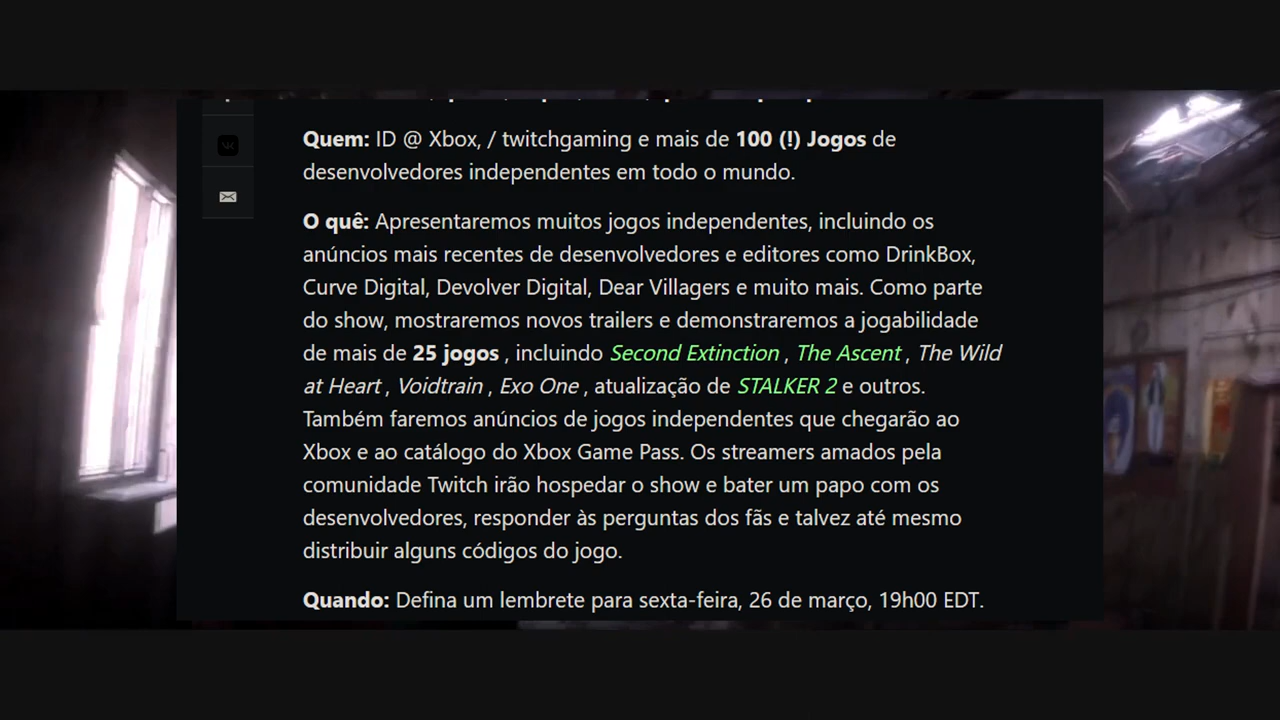 Quem: ID @ Xbox, / twitchgaming e mais de 100 (!) Jogos de
desenvolvedores independentes em todo o mundo.
O quê: Apresentaremos muitos jogos independentes, incluindo os
anúncios mais recentes de desenvolvedores e editores como DrinkBox,
Curve Digital, Devolver Digital, Dear Villagers e muito mais. Como parte
do show, mostraremos novos trailers e demonstraremos a jogabilidade
de mais de 25 jogos , incluindo Second Extinction , The Ascent , The Wild
at Heart , Voidtrain , Exo One , atualização de STALKER 2 e outros.
Também faremos anúncios de jogos independentes que chegarão ao
Xbox e ao catálogo do Xbox Game Pass. Os streamers amados pela
comunidade Twitch irão hospedar o show e bater um papo com os
desenvolvedores, responder às perguntas dos fãs e talvez até mesmo
distribuir alguns códigos do jogo.
Quando: Defina um lembrete para sexta-feira, 26 de março, 19h00 EDT.